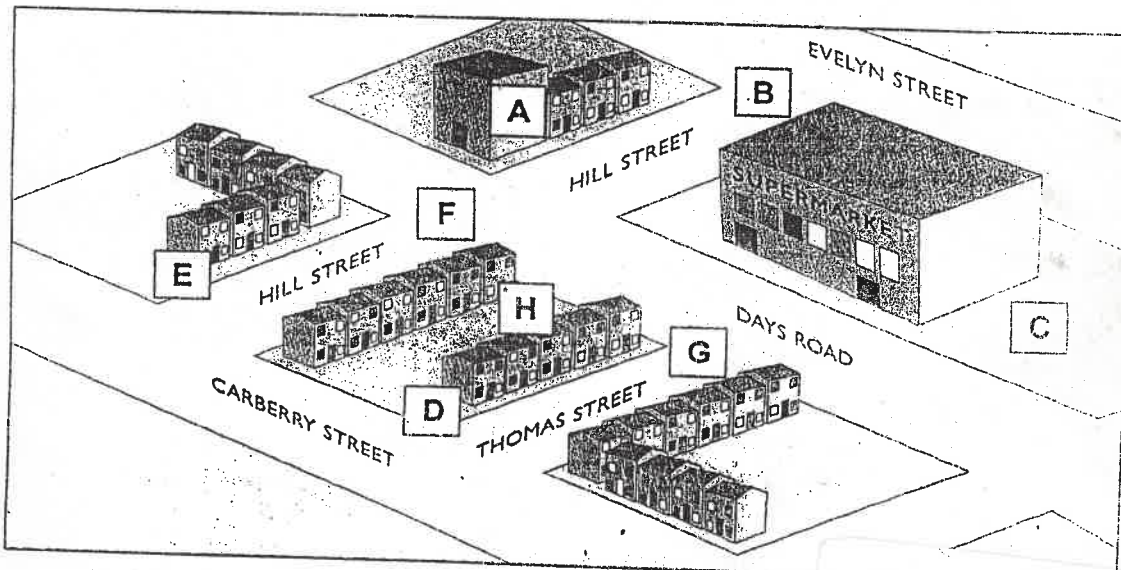 EVELYN STREET
B
A
HILL STREET
SUPERMARKET
F
E
HILL STREET
H
C
DAYS ROAD
G
D
CARBERRY STREET
THOMAS STREET